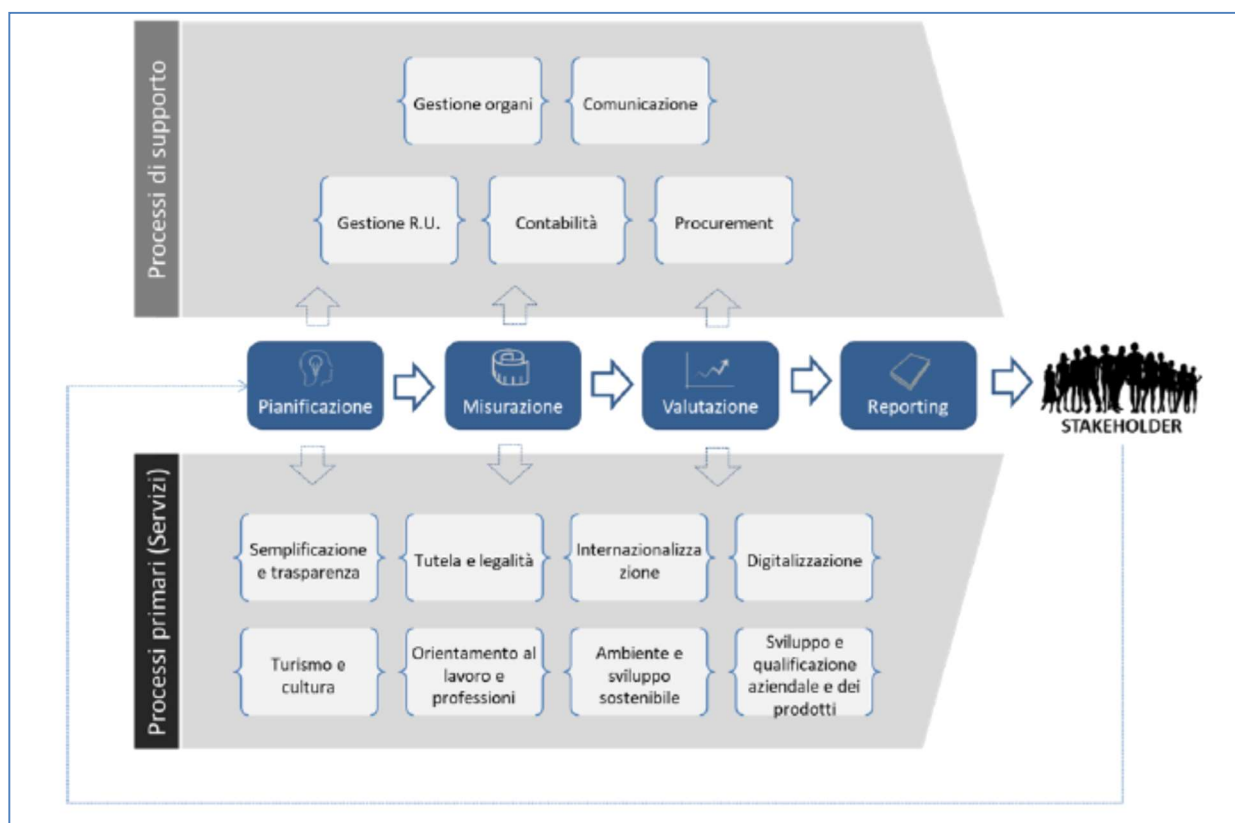 Processi di supporto
Gestione organi
Comunicazione
Gestione R.U.
Contabilità
Procurement
Pianificazione
Misurazione
Valutazione
Reporting
STAKEHOLDER
Processi primari (Servizi)
Semplificazione
e trasparenza
Tutela e legalità
Internazionalizza
zione
Digitalizzazione
Turismo e
cultura
Orientamento al
lavoro e
professioni
Ambiente e
sviluppo
sostenibile
Sviluppo e
qualificazione
aziendale e dei
prodotti